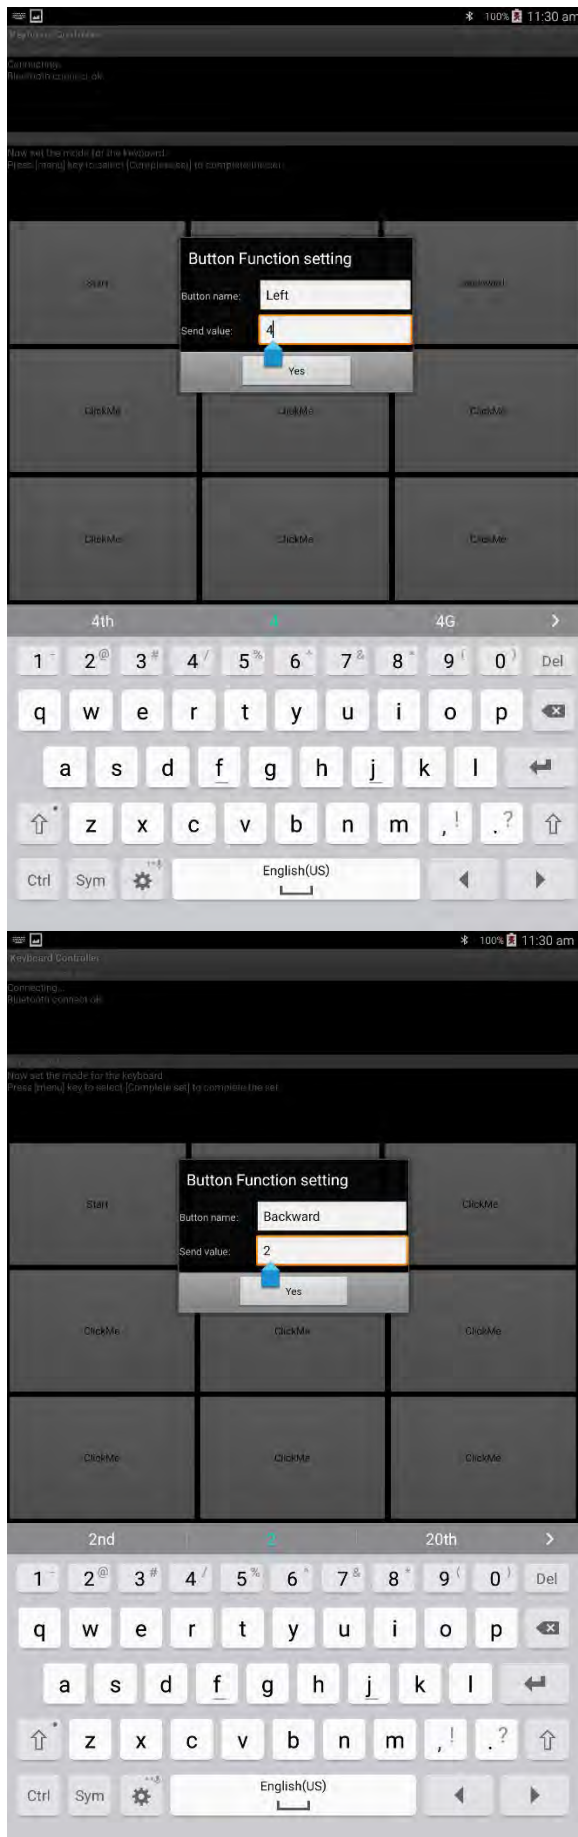 100% 11:30 am
Keyboard Controller
Connecting...
Bluetooth connect ok
Now set the mode for the keyboard
Press [menu] key to select [Complete set] to complete the set
Button Function setting
Button name: Left
Send value: 4
Yes
Start Backward
ClickMe ClickMe ClickMe
ClickMe ClickMe ClickMe
4th 4 4G >
1 - 2 @ 3 # 4 / 5 % 6 ^ 7 & 8 * 9 ( 0 ) Del
q w e r t y u i o p
a s d f g h j k l
z x c v b n m , ! . ?
Ctrl Sym English(US)
100% 11:30 am
Keyboard Controller
Connecting...
Bluetooth connect ok
Now set the mode for the keyboard
Press [menu] key to select [Complete set] to complete the set
Button Function setting
Button name: Backward
Send value: 2
Yes
Start ClickMe
ClickMe ClickMe ClickMe
ClickMe ClickMe ClickMe
2nd 2 20th >
1 - 2 @ 3 # 4 / 5 % 6 ^ 7 & 8 * 9 ( 0 ) Del
q w e r t y u i o p
a s d f g h j k l
z x c v b n m , ! . ?
Ctrl Sym English(US)